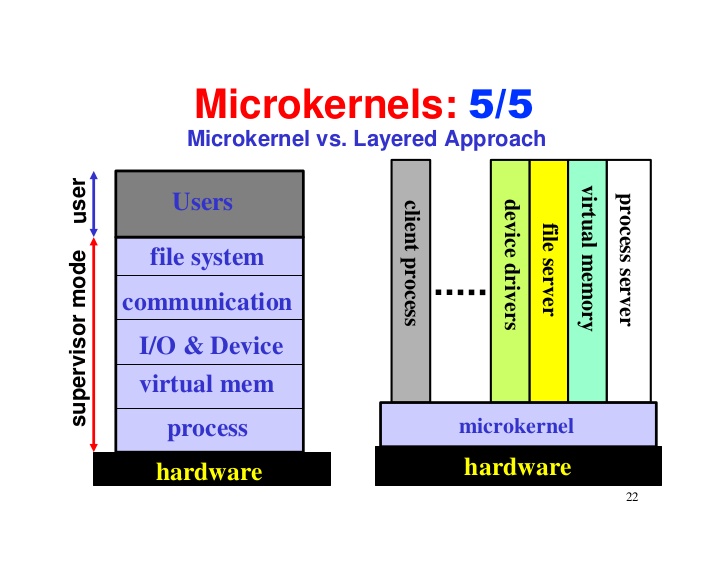 Microkernels: 5/5
Microkernel vs. Layered Approach
user
supervisor mode
Users
file system
communication
I/O & Device
virtual mem
process
hardware
client process
.....
device drivers
file server
virtual memory
process server
microkernel
hardware
22